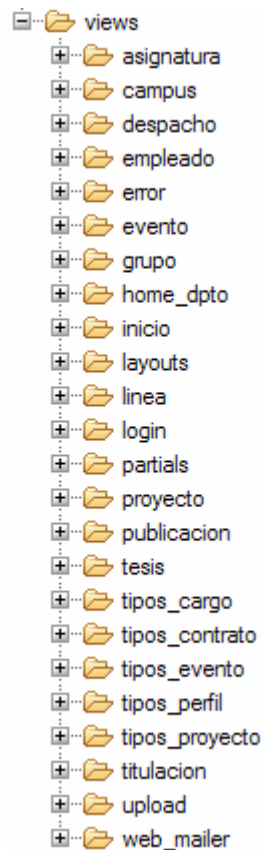 views
asignatura
campus
despacho
empleado
error
evento
grupo
home_dpto
inicio
layouts
linea
login
partials
proyecto
publicacion
tesis
tipos_cargo
tipos_contrato
tipos_evento
tipos_perfil
tipos_proyecto
titulacion
upload
web_mailer